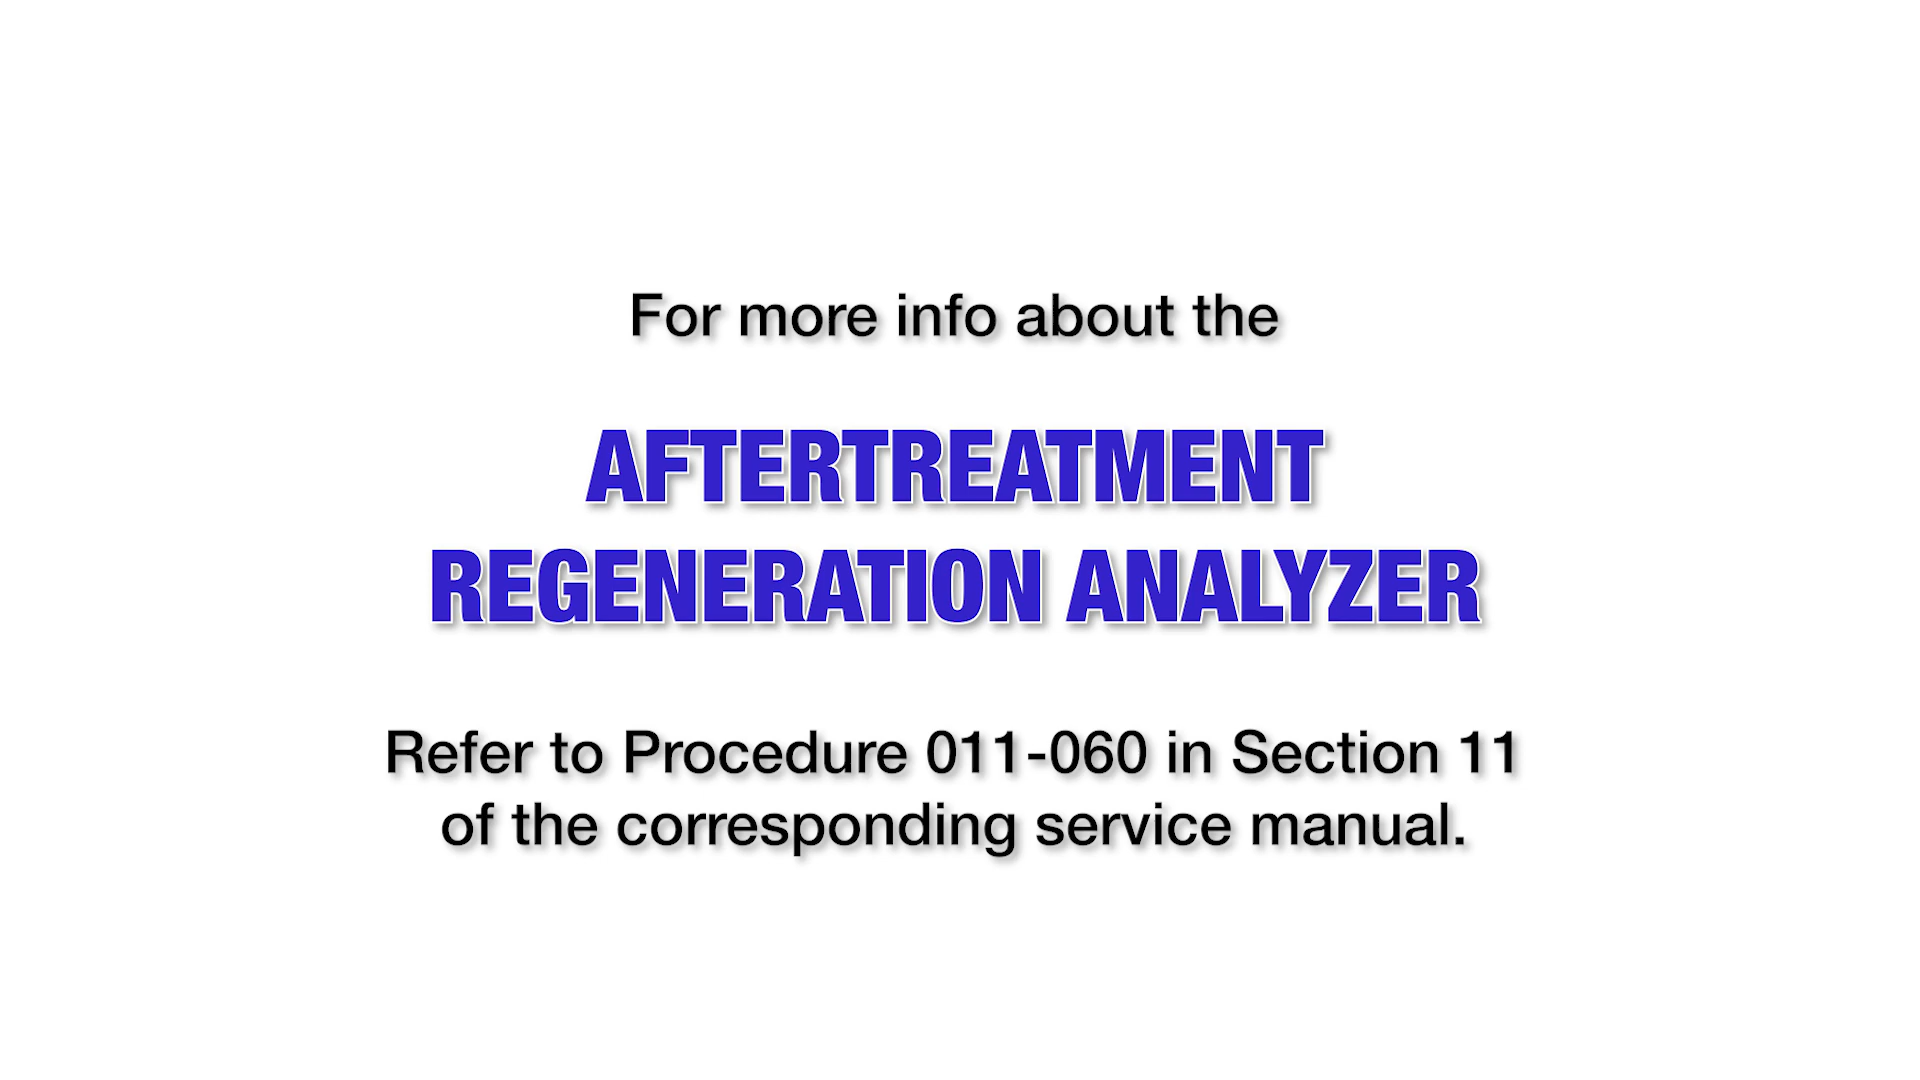 For more info about the
AFTERTREATMENT
REGENERATION ANALYZER
Refer to Procedure 011-060 in Section 11
of the corresponding service manual.